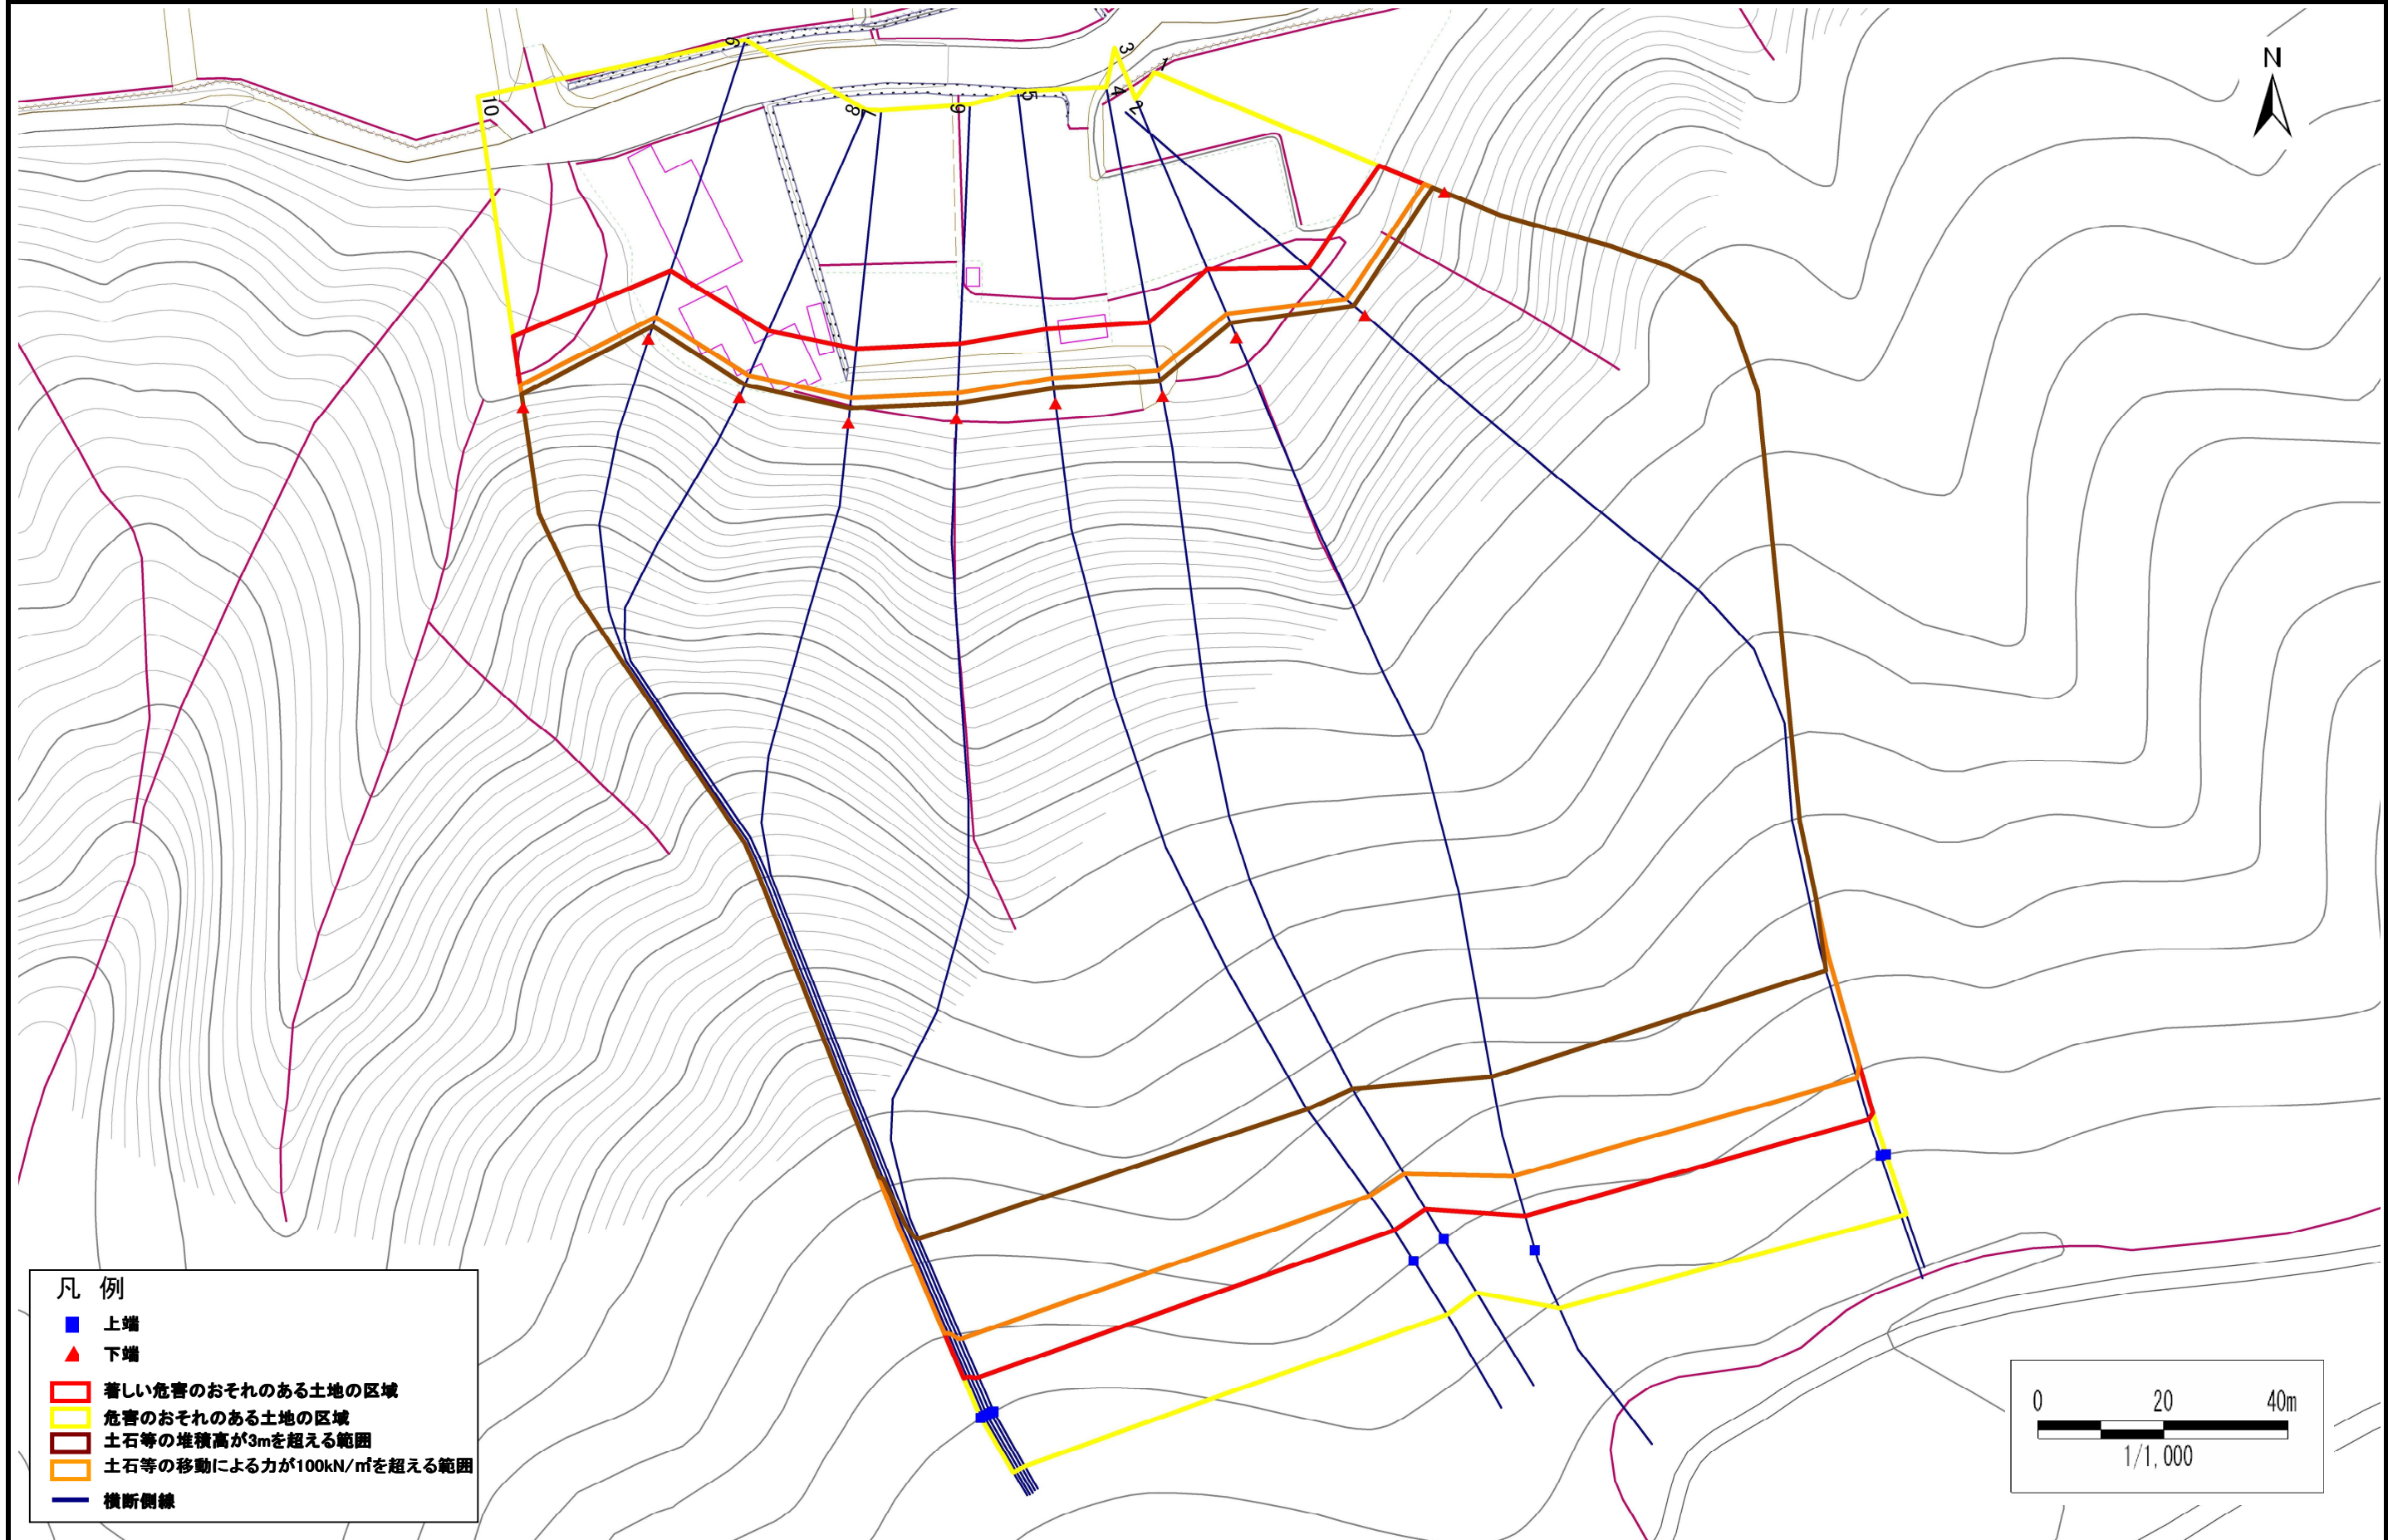 9
3
1
10
8
7
6
5
4
2
N
凡 例
上端
下端
著しい危害のおそれのある土地の区域
危害のおそれのある土地の区域
土石等の堆積高が3mを超える範囲
土石等の移動による力が100kN/㎡を超える範囲
横断側線
0 20 40m
1/1,000